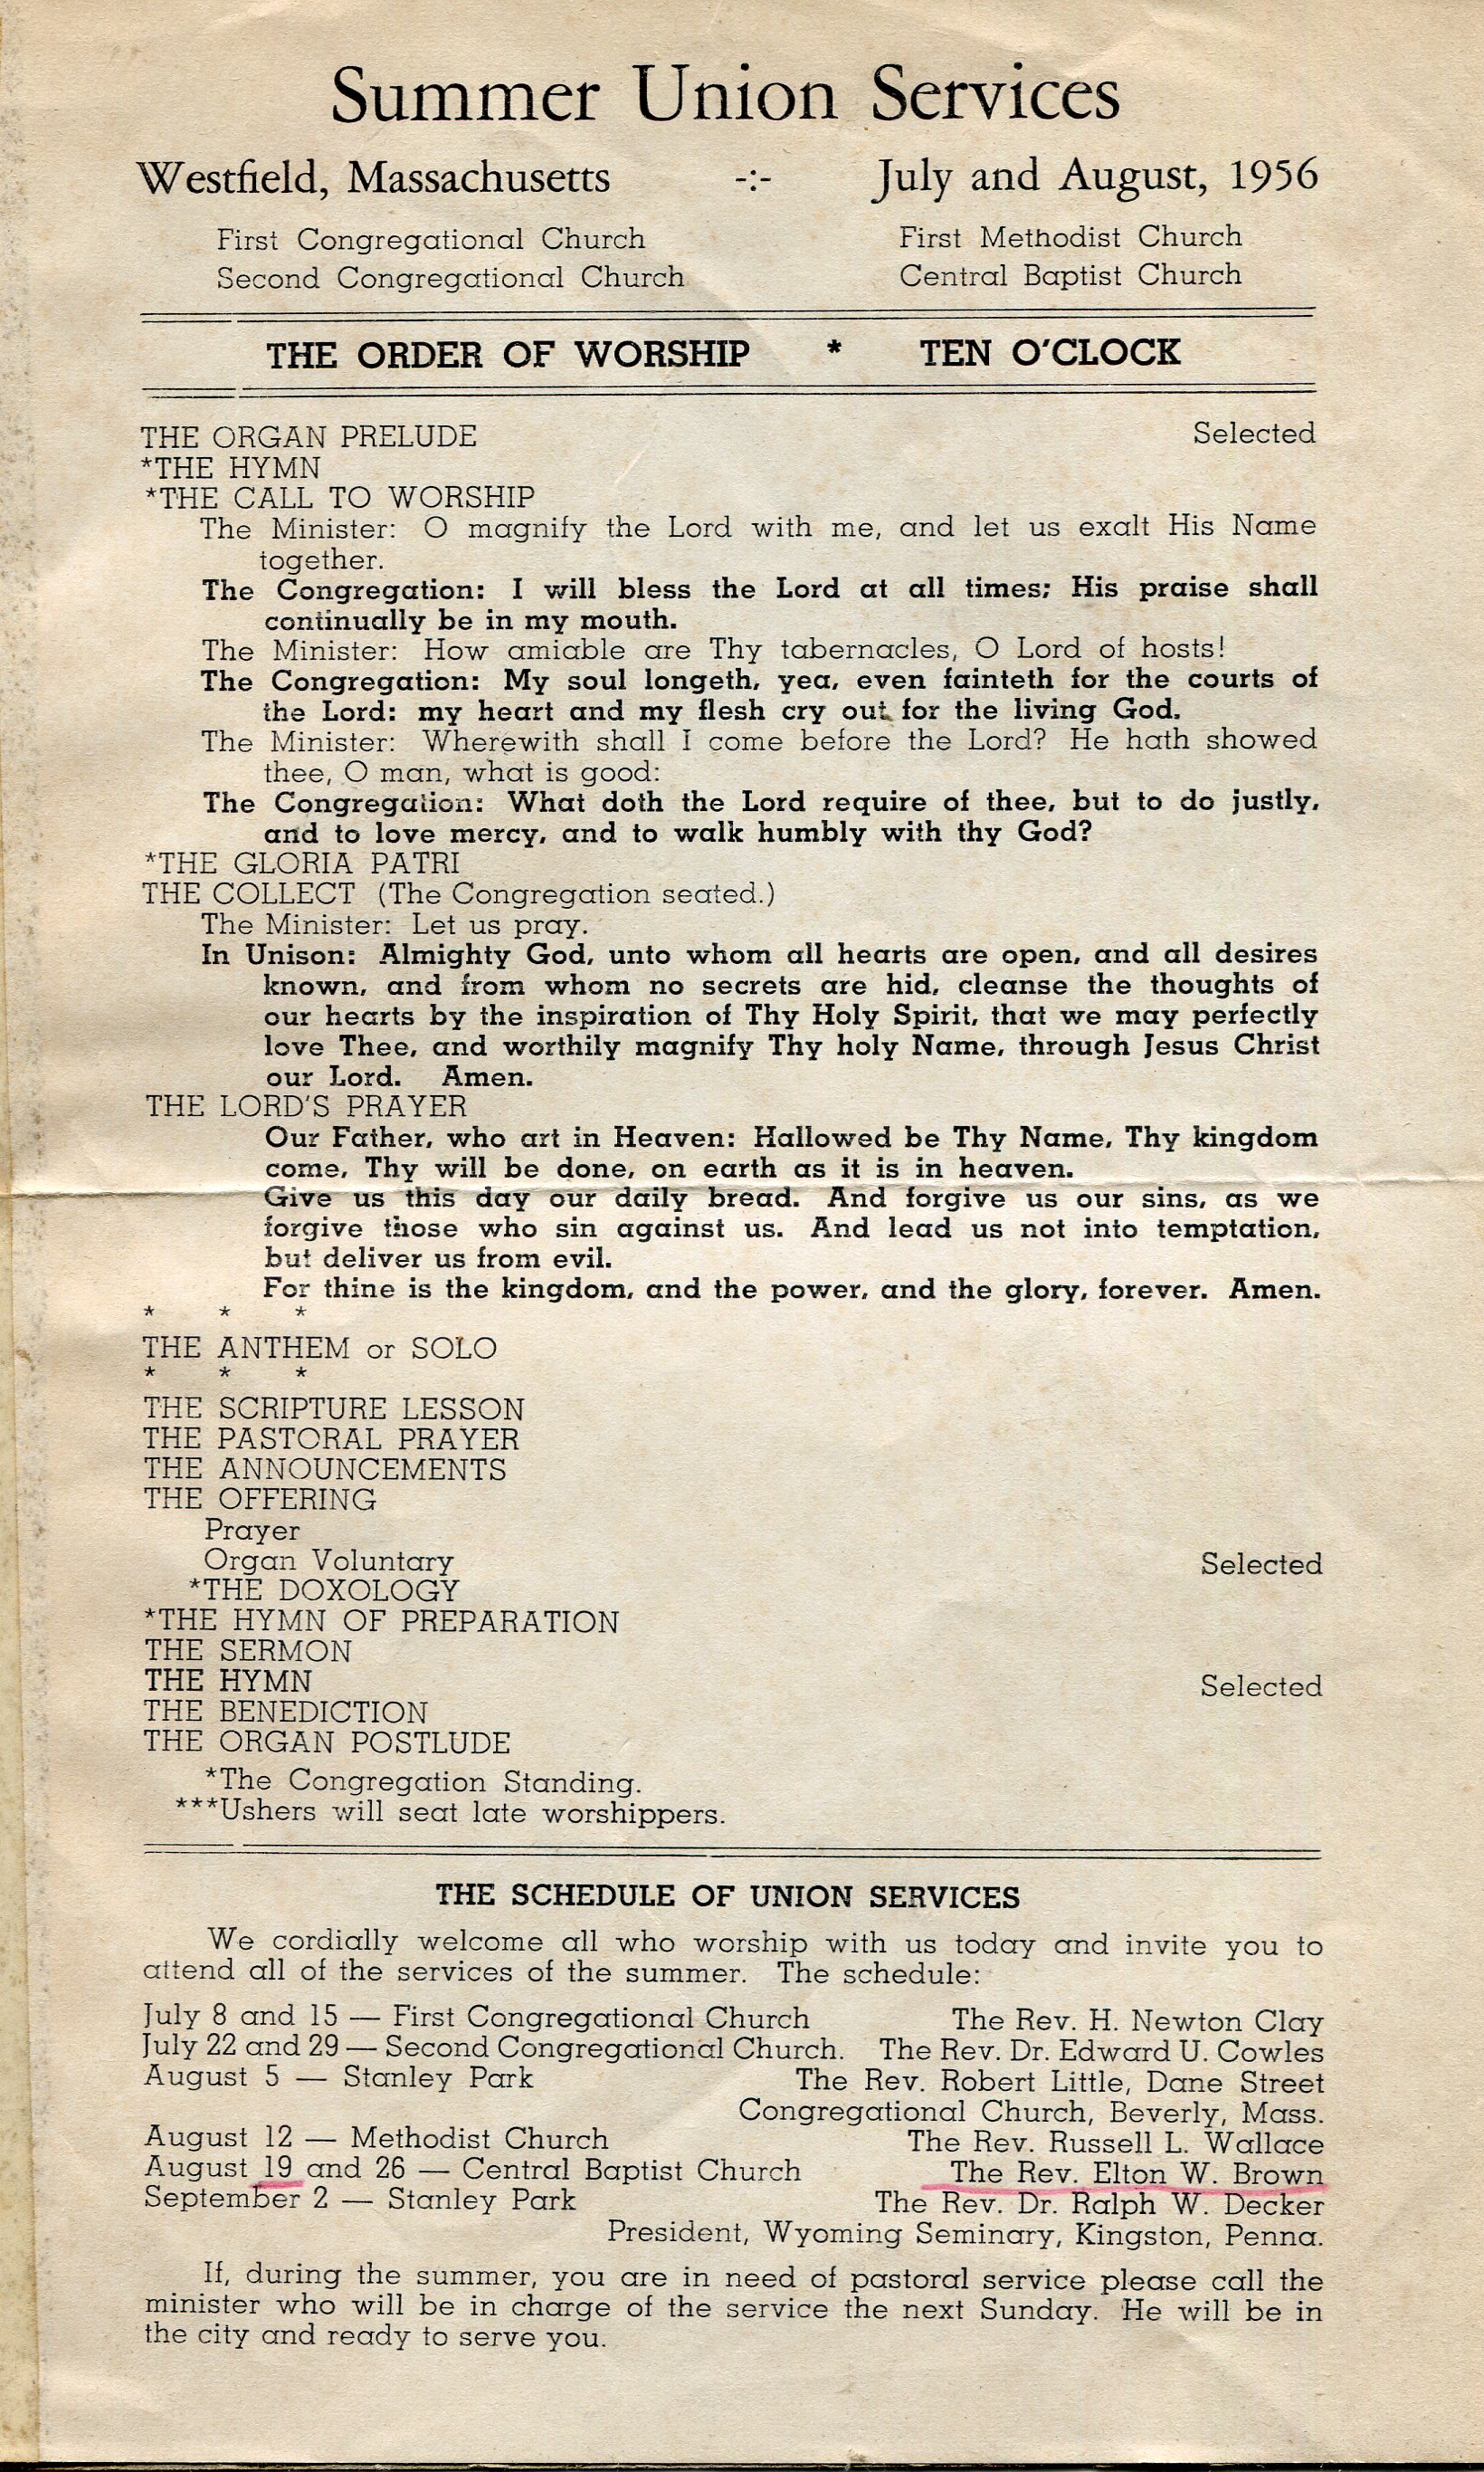 Summer Union Services
Westfield, Massachusetts -:- July and August, 1956
First Congregational Church First Methodist Church
Second Congregational Church Central Baptist Church
THE ORDER OF WORSHIP * TEN O'CLOCK
THE ORGAN PRELUDE Selected
*THE HYMN
*THE CALL TO WORSHIP
The Minister: O magnify the Lord with me, and let us exalt His Name
together.
The Congregation: I will bless the Lord at all times; His praise shall
continually be in my mouth.
The Minister: How amiable are Thy tabernacles, O Lord of hosts!
The Congregation: My soul longeth, yea, even fainteth for the courts of
the Lord: my heart and my flesh cry out for the living God.
The Minister: Wherewith shall I come before the Lord? He hath showed
thee, O man, what is good:
The Congregation: What doth the Lord require of thee, but to do justly,
and to love mercy, and to walk humbly with thy God?
*THE GLORIA PATRI
THE COLLECT (The Congregation seated.)
The Minister: Let us pray.
In Unison: Almighty God, unto whom all hearts are open, and all desires
known, and from whom no secrets are hid, cleanse the thoughts of
our hearts by the inspiration of Thy Holy Spirit, that we may perfectly
love Thee, and worthily magnify Thy holy Name, through Jesus Christ
our Lord. Amen.
THE LORD'S PRAYER
Our Father, who art in Heaven: Hallowed be Thy Name, Thy kingdom
come, Thy will be done, on earth as it is in heaven.
Give us this day our daily bread. And forgive us our sins, as we
forgive those who sin against us. And lead us not into temptation,
but deliver us from evil.
For thine is the kingdom, and the power, and the glory, forever. Amen.
* * *
THE ANTHEM or SOLO
* * *
THE SCRIPTURE LESSON
THE PASTORAL PRAYER
THE ANNOUNCEMENTS
THE OFFERING
Prayer
Organ Voluntary Selected
*THE DOXOLOGY
*THE HYMN OF PREPARATION
THE SERMON
THE HYMN Selected
THE BENEDICTION
THE ORGAN POSTLUDE
*The Congregation Standing.
***Ushers will seat late worshippers.
THE SCHEDULE OF UNION SERVICES
We cordially welcome all who worship with us today and invite you to
attend all of the services of the summer. The schedule:
July 8 and 15 — First Congregational Church The Rev. H. Newton Clay
July 22 and 29 — Second Congregational Church. The Rev. Dr. Edward U. Cowles
August 5 — Stanley Park The Rev. Robert Little, Dane Street
Congregational Church, Beverly, Mass.
August 12 — Methodist Church The Rev. Russell L. Wallace
August 19 and 26 — Central Baptist Church The Rev. Elton W. Brown
September 2 — Stanley Park The Rev. Dr. Ralph W. Decker
President, Wyoming Seminary, Kingston, Penna.
If, during the summer, you are in need of pastoral service please call the
minister who will be in charge of the service the next Sunday. He will be in
the city and ready to serve you.